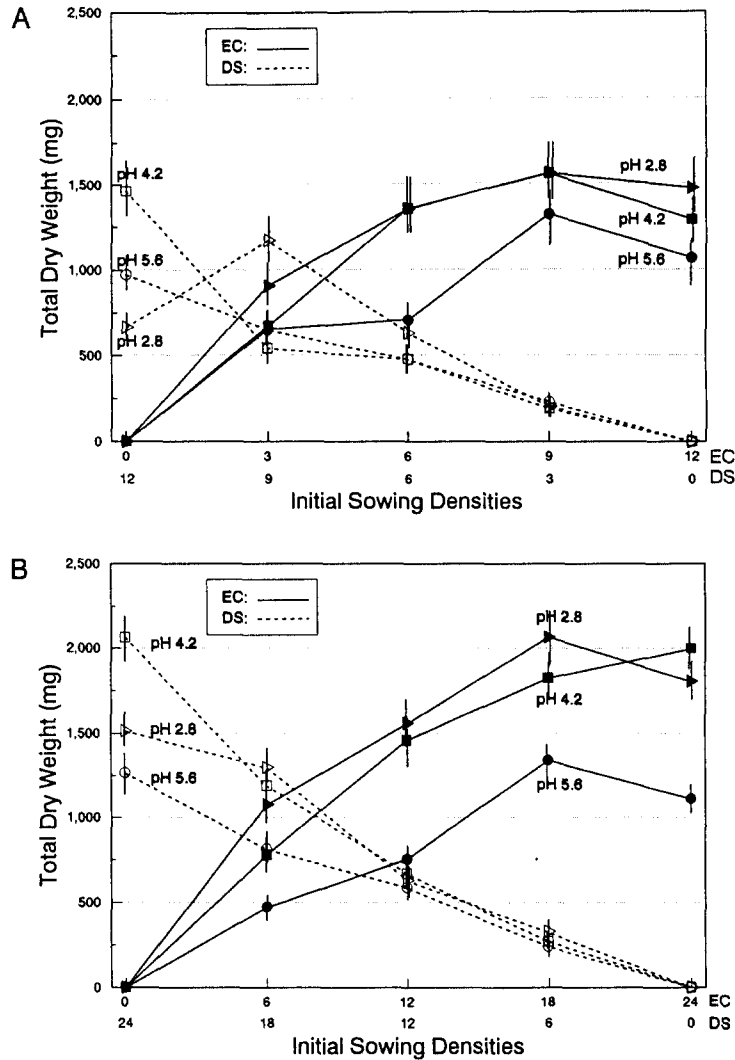 A
2,500
2,000
1,500
1,000
500
0
Total Dry Weight (mg)
EC:
DS:
pH 4.2
pH 5.6
pH 2.8
pH 2.8
pH 4.2
pH 5.6
0 3 6 9 12 EC
12 9 6 3 0 DS
Initial Sowing Densities
B
2,500
2,000
1,500
1,000
500
0
Total Dry Weight (mg)
EC:
DS:
pH 4.2
pH 2.8
pH 5.6
pH 2.8
pH 4.2
pH 5.6
0 6 12 18 24 EC
24 18 12 6 0 DS
Initial Sowing Densities